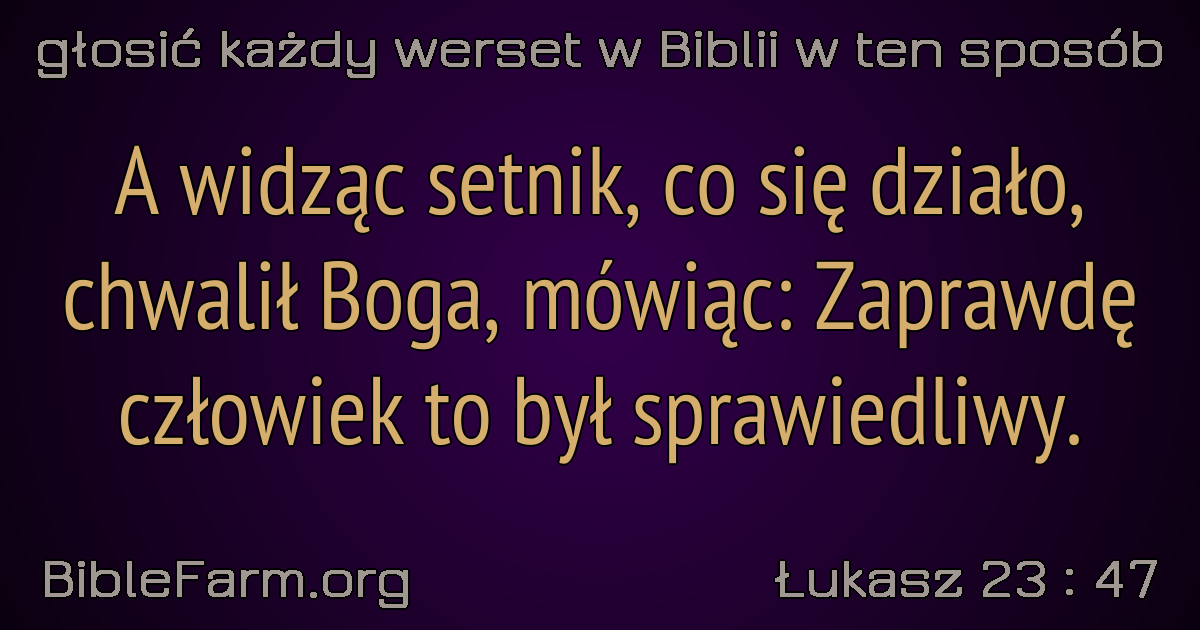 głosić każdy werset w Biblii w ten sposób
A widząc setnik, co się działo,
chwalił Boga, mówiąc: Zaprawdę
człowiek to był sprawiedliwy.
BibleFarm.org
Łukasz 23 : 47